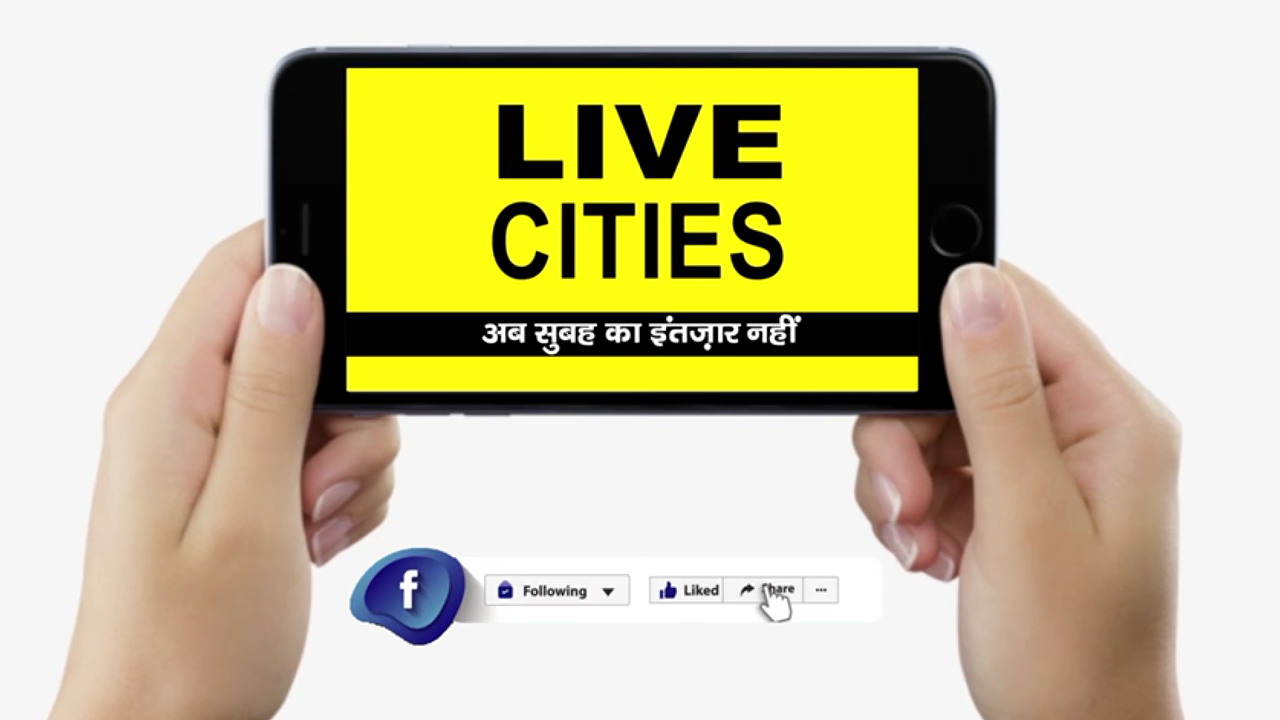 LIVE
CITIES
अब सुबह का इंतज़ार नहीं
f Following Liked Share ...